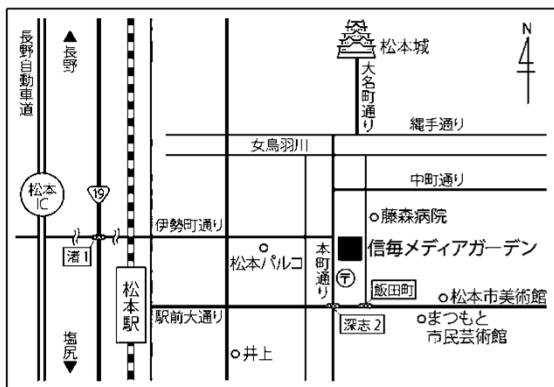 長野自動車道
長野
松本城
N
4
大名町通り
縄手通り
女鳥羽川
中町通り
松本
IC
19
藤森病院
伊勢町通り
信毎メディアガーデン
渚1
松本パルコ
本町通り
〒
飯田町
松本駅
松本市美術館
駅前大通り
深志2
まつもと
市民芸術館
塩尻
井上